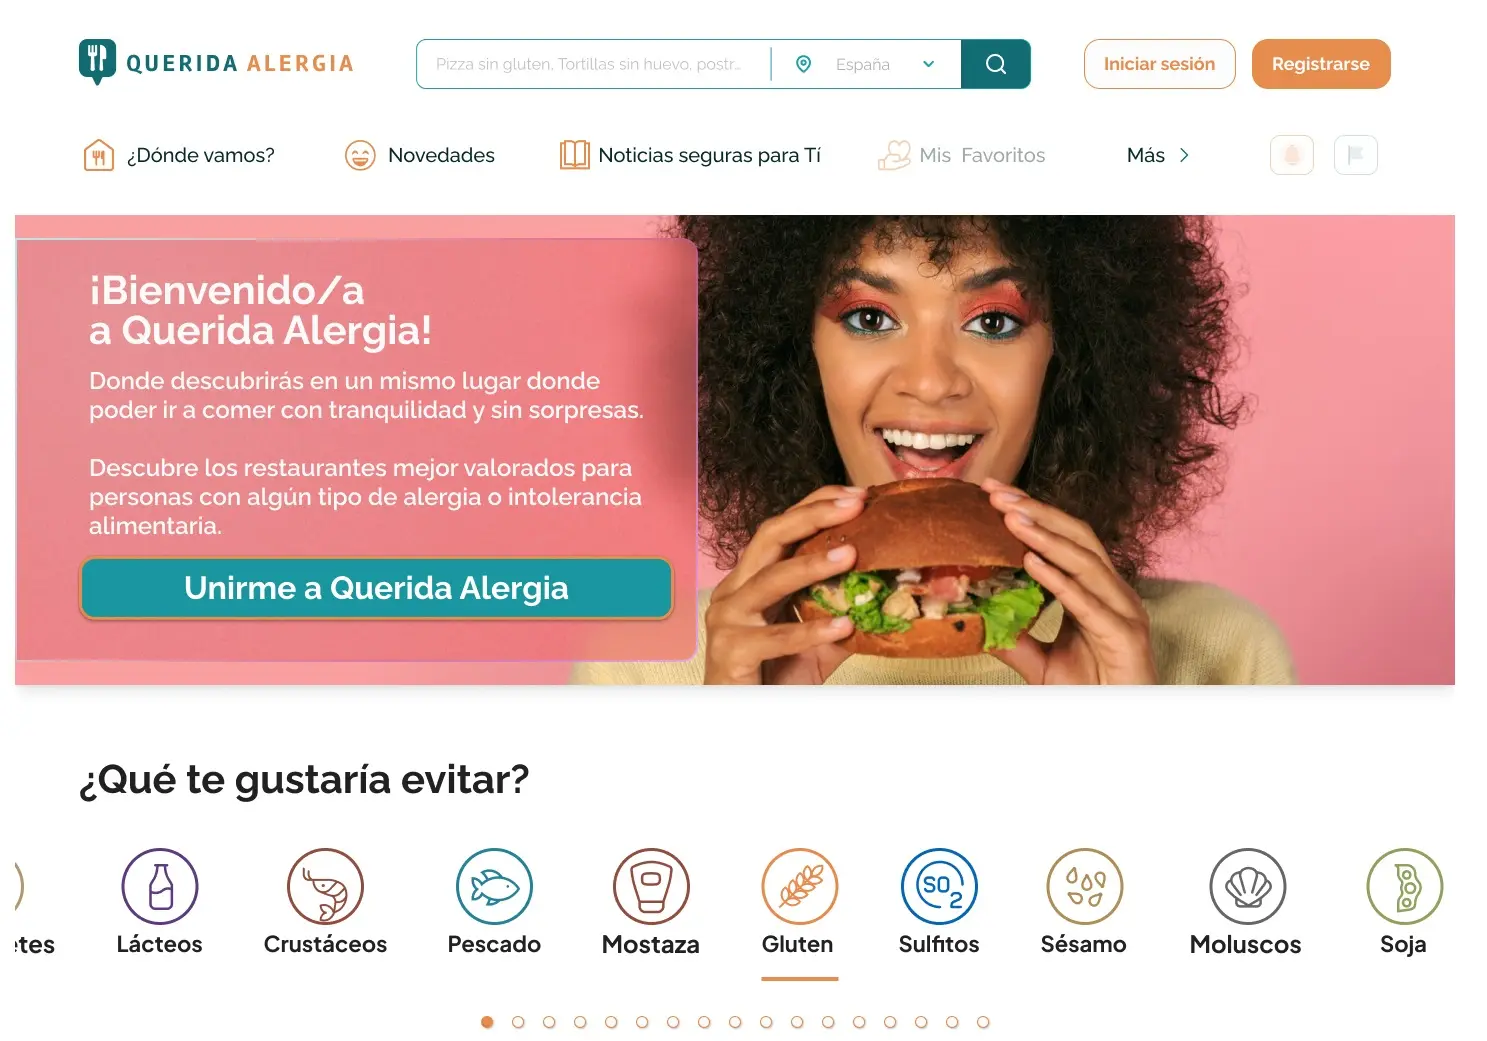 QUERIDA ALERGIA
Pizza sin gluten, Tortillas sin huevo, postr...
España
Iniciar sesión
Registrarse
¿Dónde vamos?
Novedades
Noticias seguras para Tí
Mis Favoritos
Más
¡Bienvenido/a
a Querida Alergia!
Donde descubrirás en un mismo lugar donde
poder ir a comer con tranquilidad y sin sorpresas.
Descubre los restaurantes mejor valorados para
personas con algún tipo de alergia o intolerancia
alimentaria.
Unirme a Querida Alergia
¿Qué te gustaría evitar?
SO2
etes
Lácteos
Crustáceos
Pescado
Mostaza
Gluten
Sulfitos
Sésamo
Moluscos
Soja